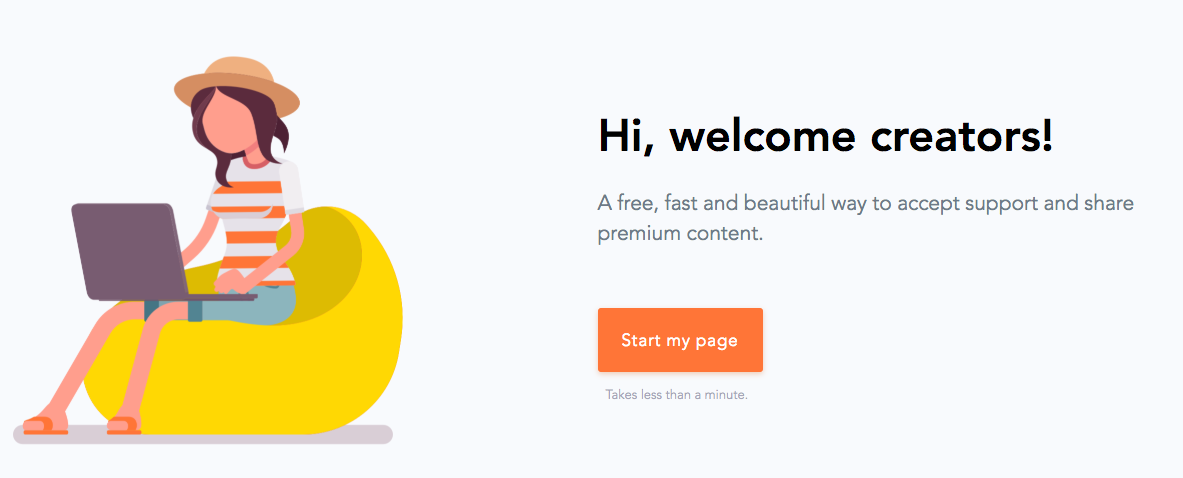 Hi, welcome creators!
A free, fast and beautiful way to accept support and share
premium content.
Start my page
Takes less than a minute.